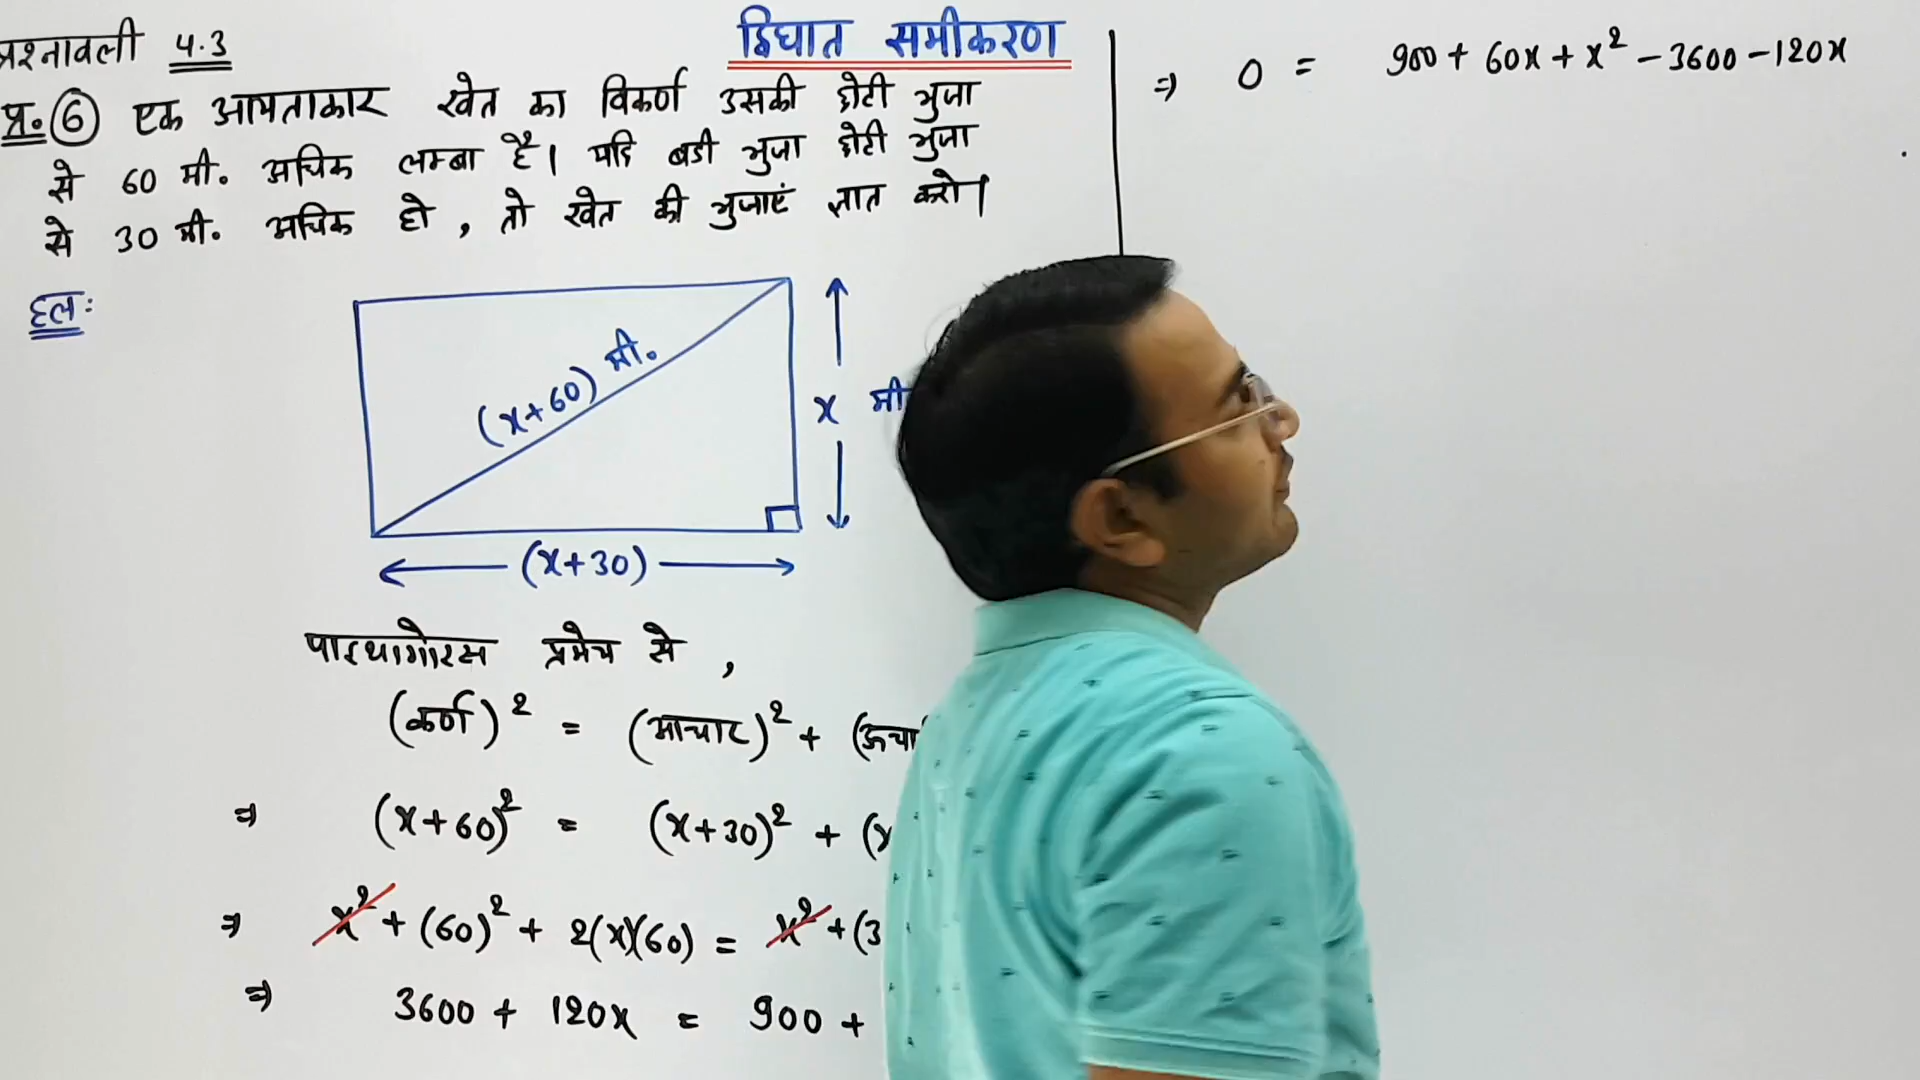 द्विघात समीकरण
प्रश्नावली 4.3
प्र. 6 एक आयताकार खेत का विकर्ण उसकी छोटी भुजा
से 60 मी. अधिक लम्बा है। यदि बडी भुजा छोटी भुजा
से 30 मी. अधिक हो, तो खेत की भुजाएं ज्ञात करो।
हल:
(x+60) मी.
x मी
(x+30)
पाइथागोरस प्रमेय से,
(कर्ण)² = (आधार)² + (ऊंचा
⇒ (x+60)² = (x+30)² + (x
⇒ x² + (60)² + 2(x)(60) = x² + (3
⇒ 3600 + 120x = 900 +
⇒ 0 = 900 + 60x + x² - 3600 - 120x